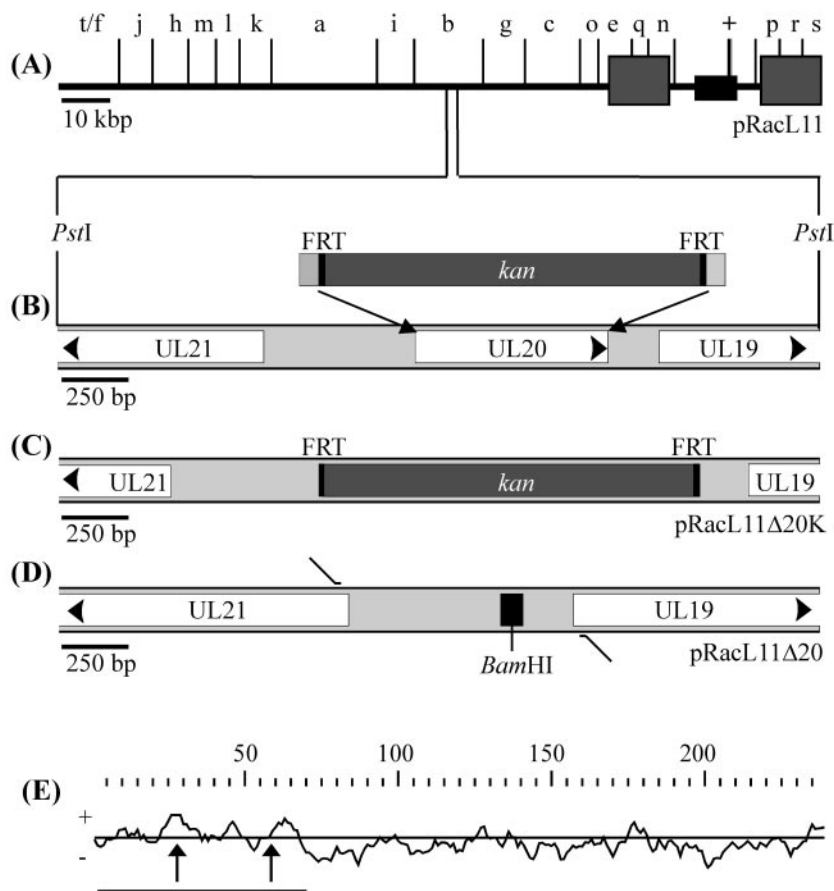 t/f j h m l k a i b g c o e q n + p r s
(A)
10 kbp
pRacL11
PstI
PstI
FRT
FRT
kan
(B)
UL21
UL20
UL19
250 bp
(C)
FRT
FRT
UL21
kan
UL19
250 bp
pRacL11Δ20K
(D)
UL21
UL19
250 bp
BamHI
pRacL11Δ20
50 100 150 200
(E)
+
-